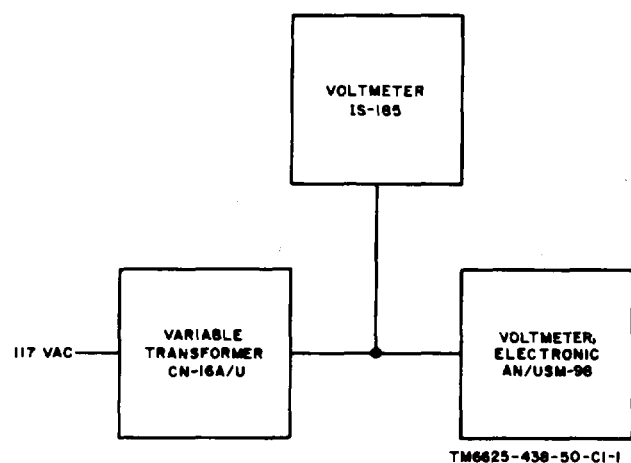 VOLTMETER
IS-185
117 VAC
VARIABLE
TRANSFORMER
CN-16A/U
VOLTMETER,
ELECTRONIC
AN/USM-98
TM6625-438-50-C1-1